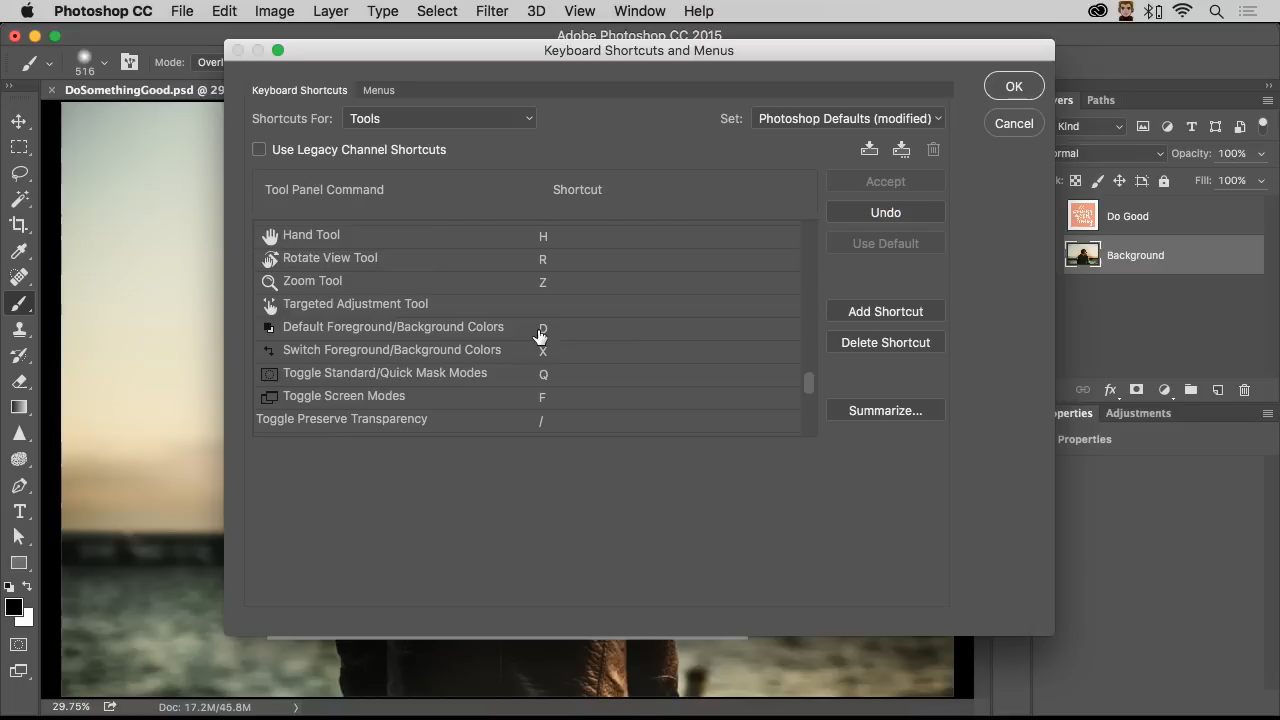 Photoshop CC File Edit Image Layer Type Select Filter 3D View Window Help
Adobe Photoshop CC 2015
Keyboard Shortcuts and Menus
516 Mode: Overl
DoSomethingGood.psd @ 29
Keyboard Shortcuts Menus
OK
Shortcuts For: Tools Set: Photoshop Defaults (modified)
Cancel
Use Legacy Channel Shortcuts
Tool Panel Command Shortcut
Accept
Undo
Use Default
Hand Tool H
Rotate View Tool R
Zoom Tool Z
Targeted Adjustment Tool
Default Foreground/Background Colors D
Switch Foreground/Background Colors X
Toggle Standard/Quick Mask Modes Q
Toggle Screen Modes F
Toggle Preserve Transparency /
Add Shortcut
Delete Shortcut
Summarize...
yers Paths
Kind
ormal Opacity: 100%
k: Fill: 100%
Do Good
Background
operties Adjustments
Properties
29.75% Doc: 17.2M/45.8M